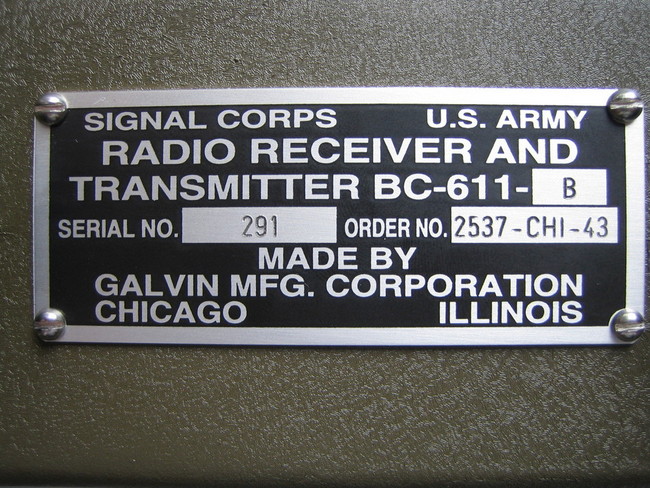 SIGNAL CORPS U.S. ARMY
RADIO RECEIVER AND
TRANSMITTER BC-611- B
SERIAL NO. 291 ORDER NO. 2537-CHI-43
MADE BY
GALVIN MFG. CORPORATION
CHICAGO ILLINOIS